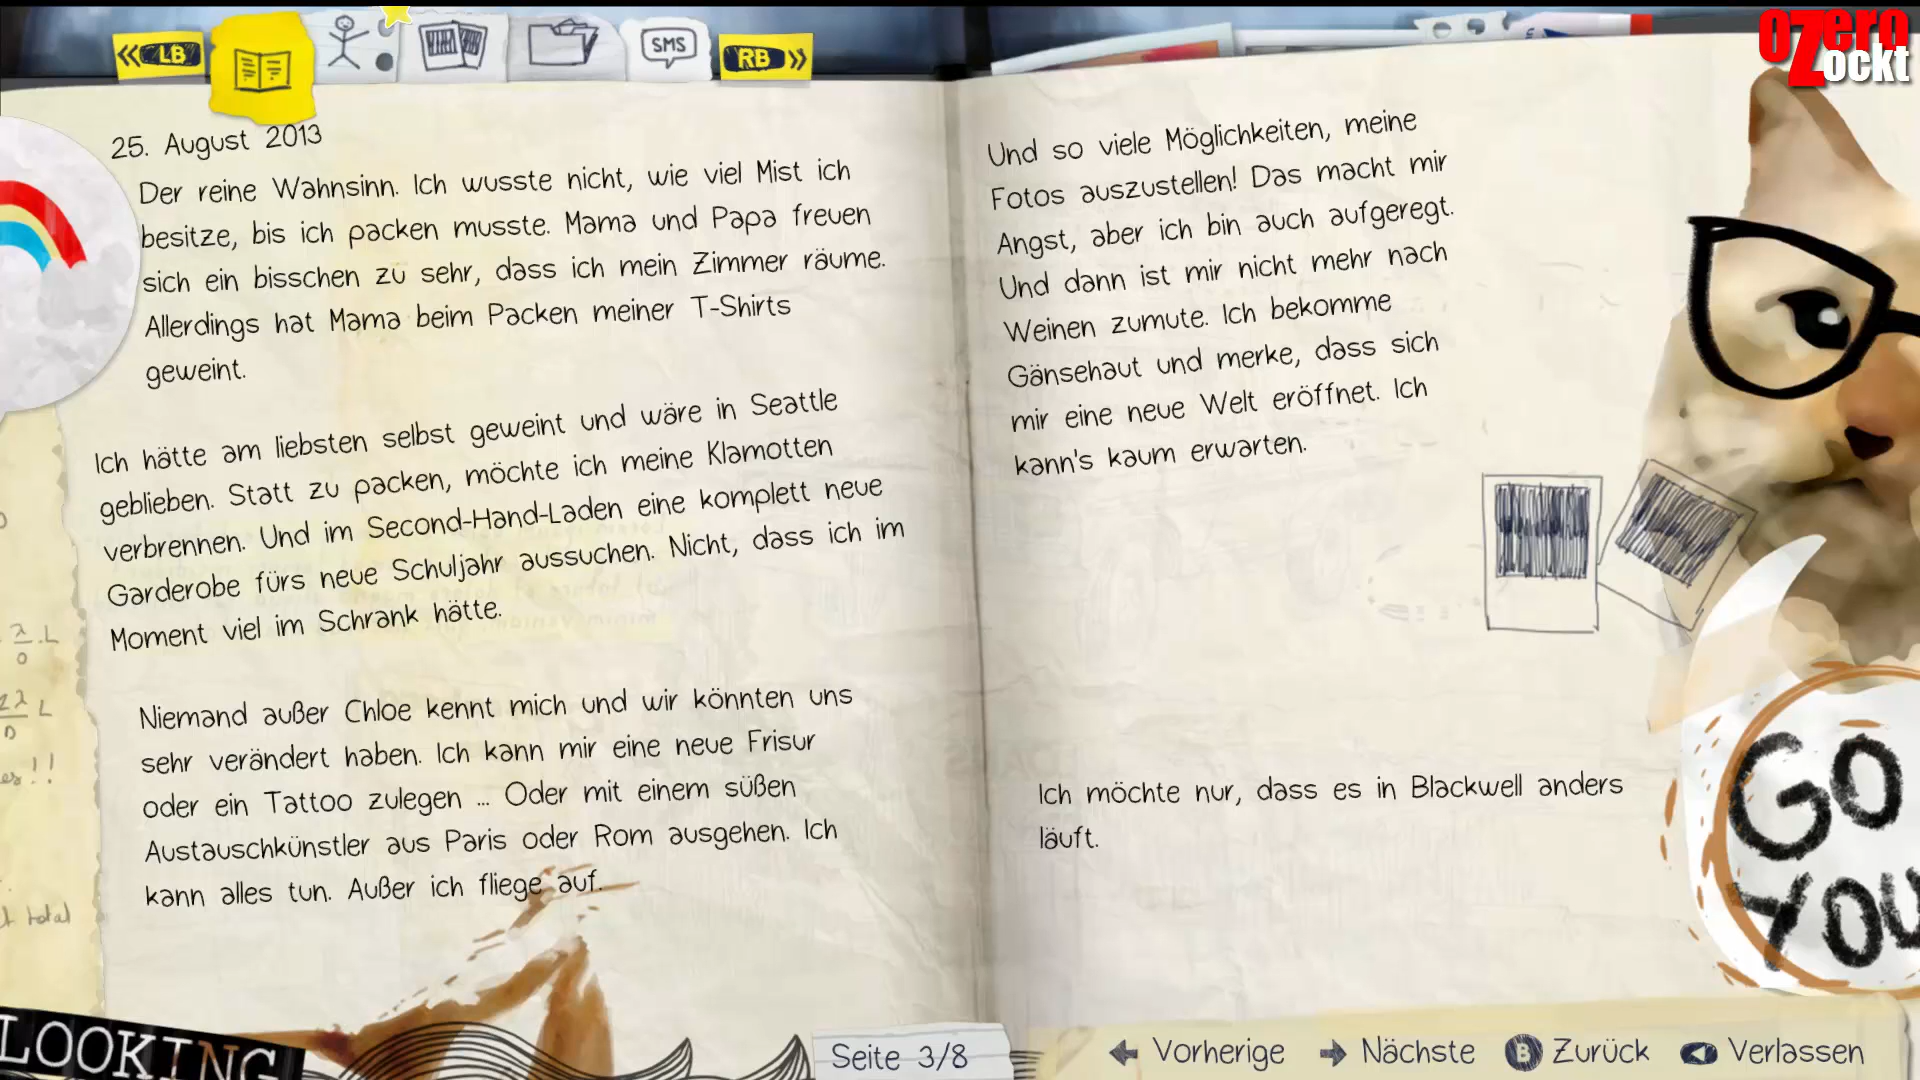 LB
SMS
RB
OZero
Zockt
25. August 2013
Der reine Wahnsinn. Ich wusste nicht, wie viel Mist ich
besitze, bis ich packen musste. Mama und Papa freuen
sich ein bisschen zu sehr, dass ich mein Zimmer räume.
Allerdings hat Mama beim Packen meiner T-Shirts
geweint.
Ich hätte am liebsten selbst geweint und wäre in Seattle
geblieben. Statt zu packen, möchte ich meine Klamotten
verbrennen. Und im Second-Hand-Laden eine komplett neue
Garderobe fürs neue Schuljahr aussuchen. Nicht, dass ich im
Moment viel im Schrank hätte.
Niemand außer Chloe kennt mich und wir könnten uns
sehr verändert haben. Ich kann mir eine neue Frisur
oder ein Tattoo zulegen ... Oder mit einem süßen
Austauschkünstler aus Paris oder Rom ausgehen. Ich
kann alles tun. Außer ich fliege auf.
Und so viele Möglichkeiten, meine
Fotos auszustellen! Das macht mir
Angst, aber ich bin auch aufgeregt.
Und dann ist mir nicht mehr nach
Weinen zumute. Ich bekomme
Gänsehaut und merke, dass sich
mir eine neue Welt eröffnet. Ich
kann's kaum erwarten.
Ich möchte nur, dass es in Blackwell anders
läuft.
GO
YOU
LOOKING
total
Seite 3/8
Vorherige
Nächste
B Zurück
Verlassen